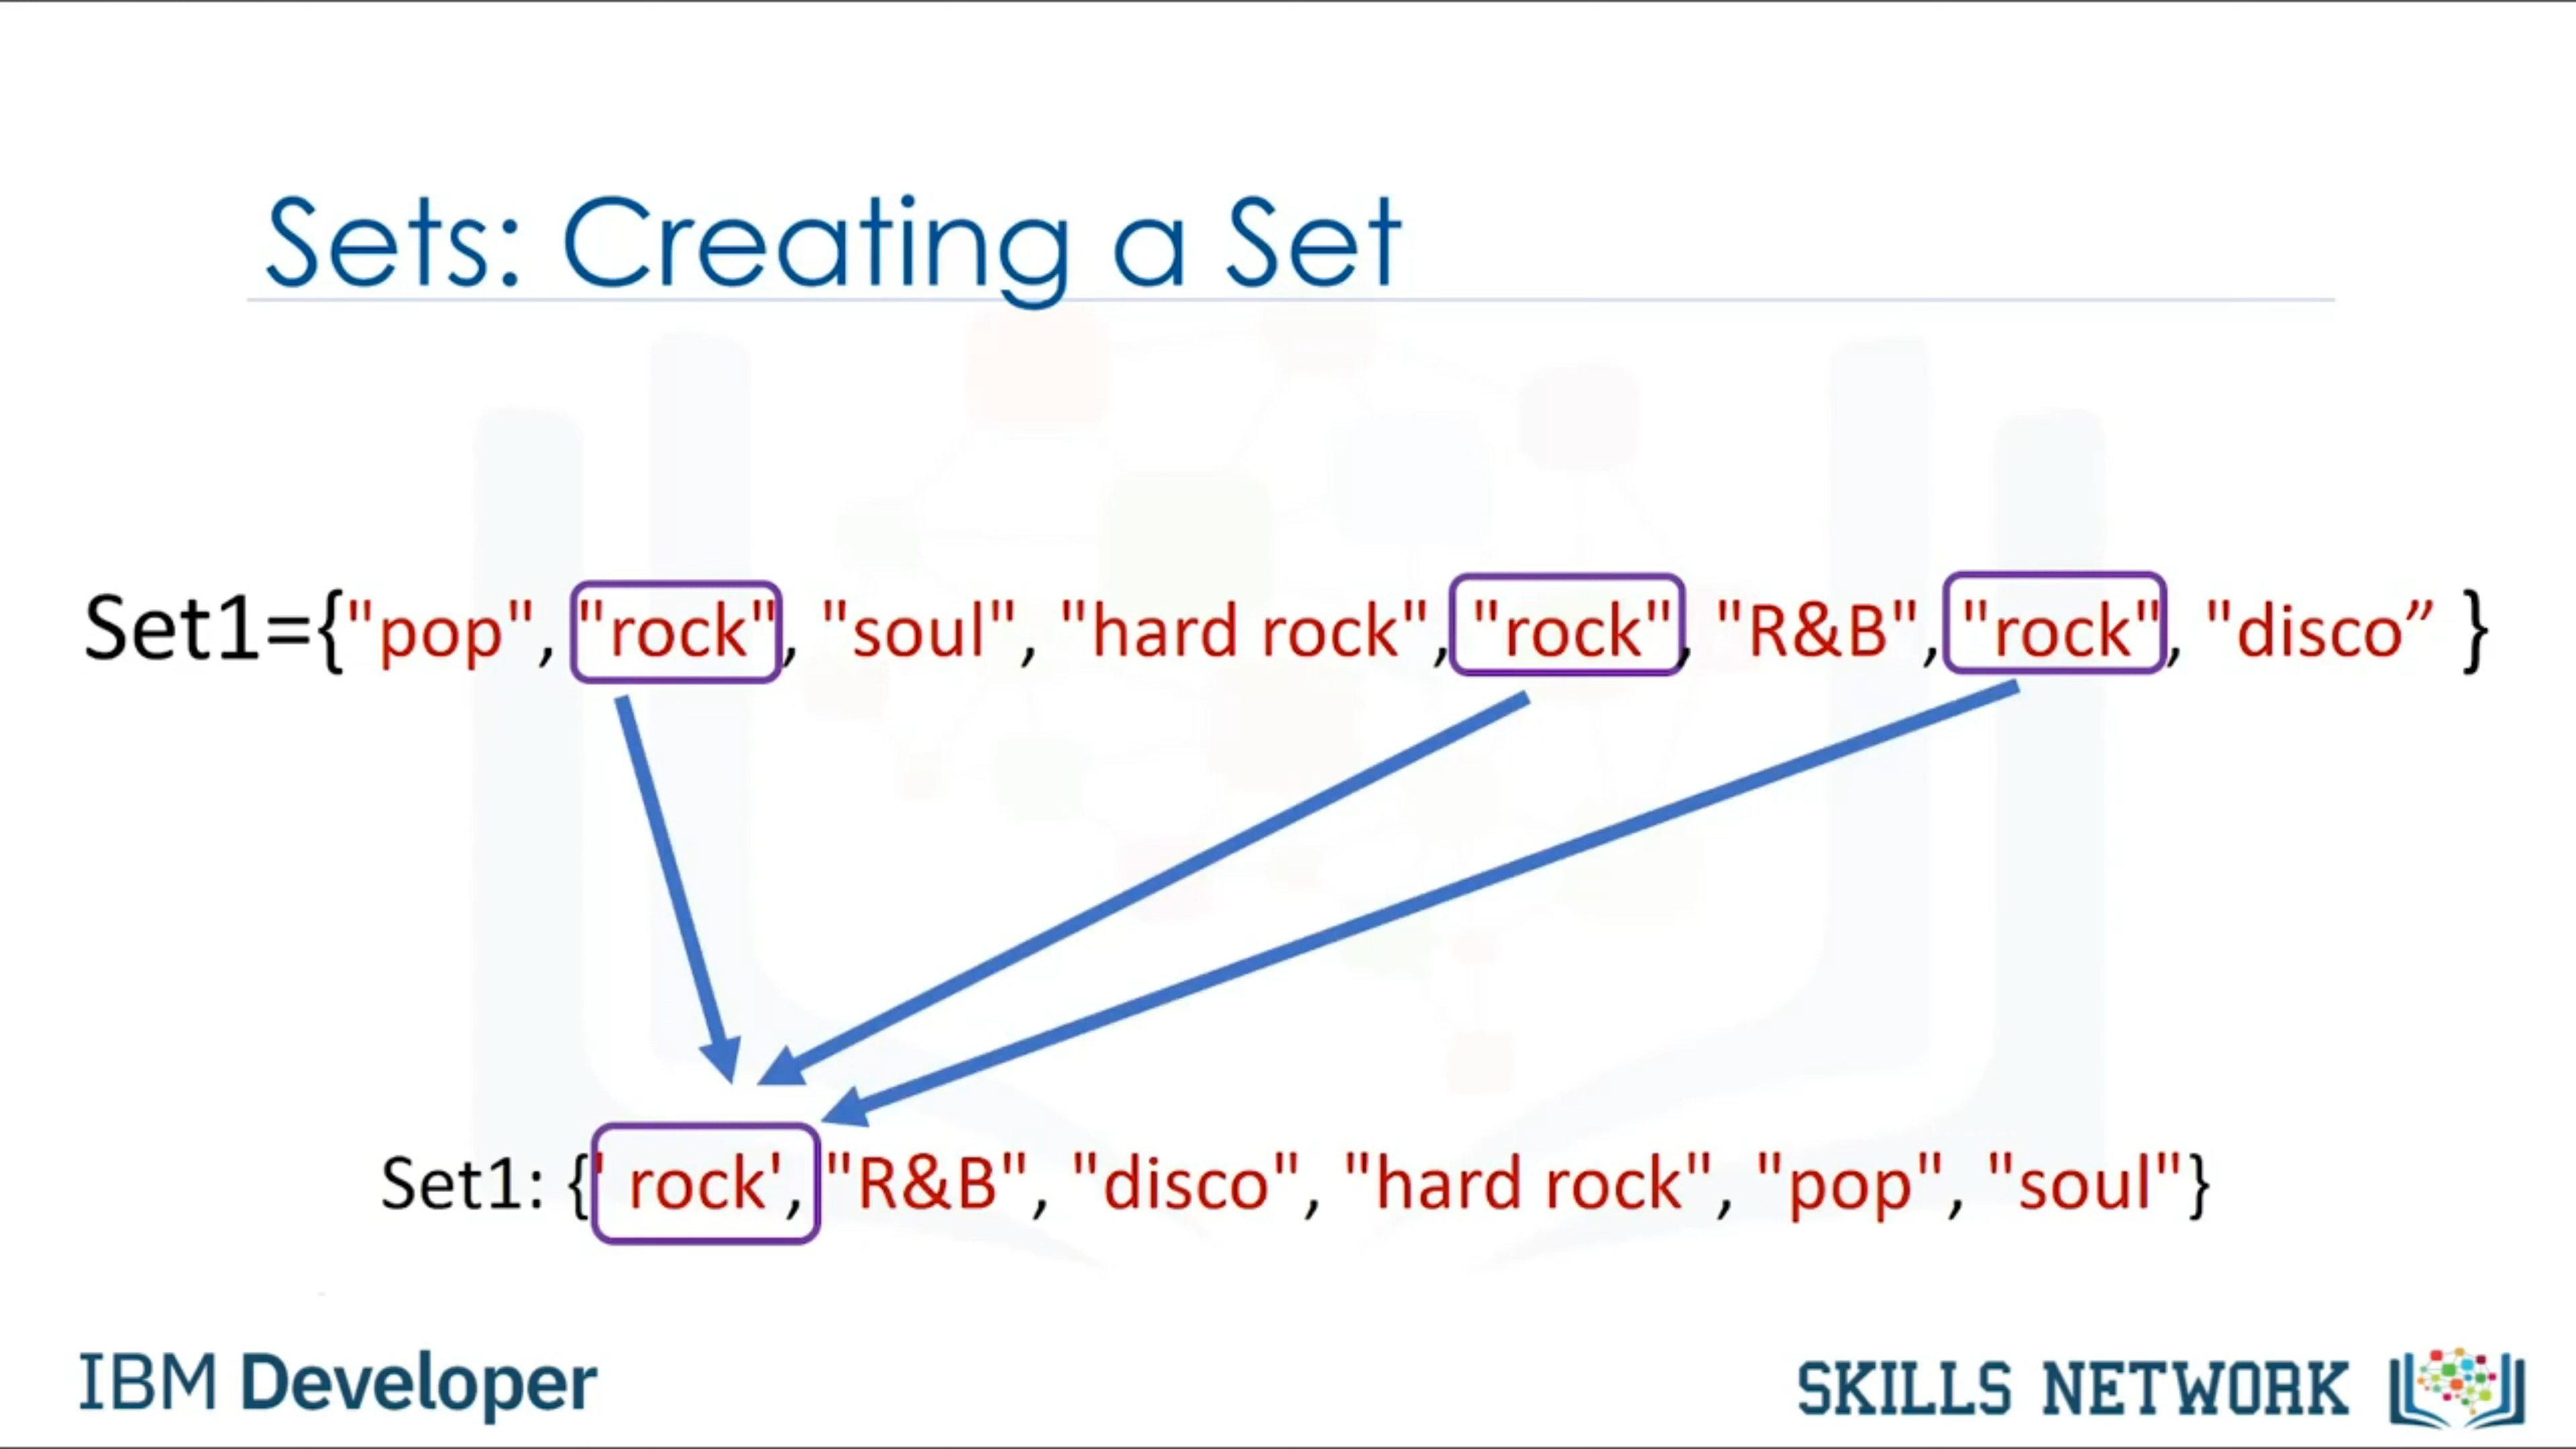 Sets: Creating a Set
Set1={"pop", "rock", "soul", "hard rock", "rock", "R&B", "rock", "disco” }
Set1: {' rock', "R&B", "disco", "hard rock", "pop", "soul"}
IBM Developer
SKILLS NETWORK